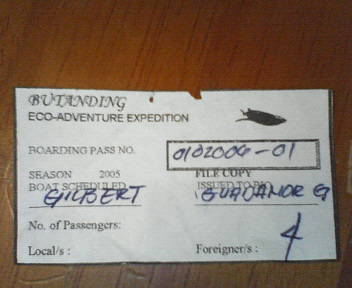 BUTANDING
ECO-ADVENTURE EXPEDITION
BOARDING PASS NO. 0102006-01
SEASON 2005 FILE COPY
BOAT SCHEDULED ISSUED TO
GILBERT
No. of Passengers:
Local/s : Foreigner/s : 4